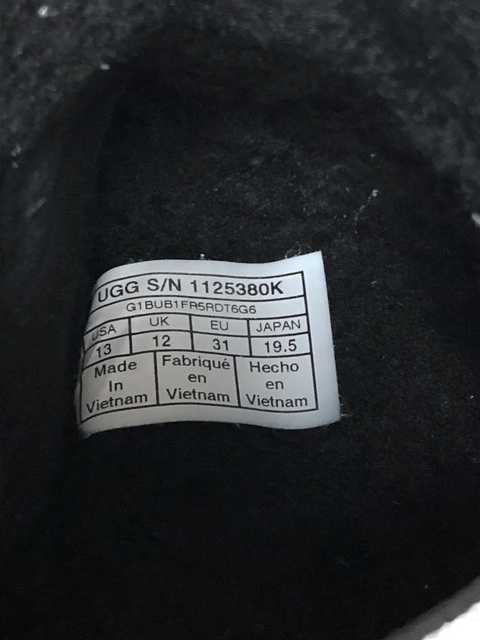 UGG S/N 1125380K
G1BUB1FR5RDT6G6
USA UK EU JAPAN
13 12 31 19.5
Made Fabriqué Hecho
In en en
Vietnam Vietnam Vietnam